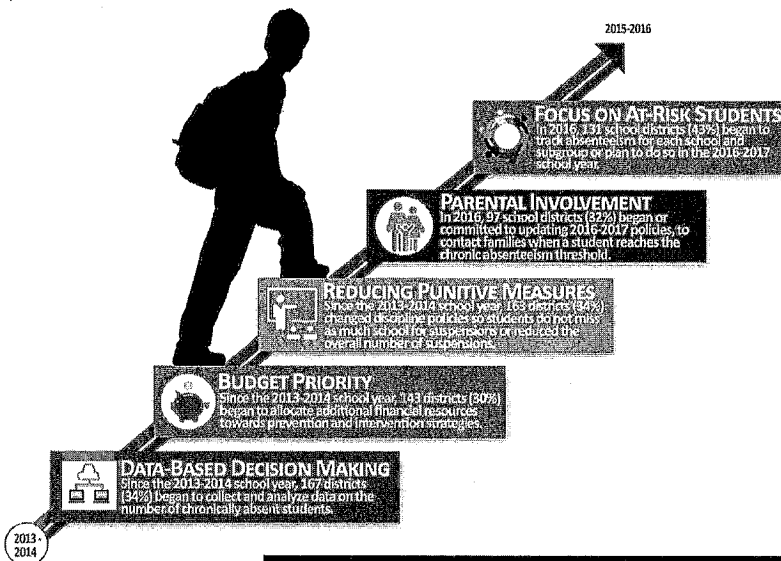 2015-2016
FOCUS ON AT-RISK STUDENTS
In 2016, 131 school districts (43%) began to
track absenteeism for each school and
subgroup or plan to do so in the 2016-2017
school year.
PARENTAL INVOLVEMENT
In 2016, 97 school districts (32%) began or
committed to updating 2016-2017 policies, to
contact families when a student reaches the
chronic absenteeism threshold.
REDUCING PUNITIVE MEASURES
Since the 2013-2014 school year, 163 districts (34%)
changed discipline policies so students do not miss
as much school for suspensions or reduced the
overall number of suspensions.
BUDGET PRIORITY
Since the 2013-2014 school year, 143 districts (30%)
began to allocate additional financial resources
towards prevention and intervention strategies.
DATA-BASED DECISION MAKING
Since the 2013-2014 school year, 167 districts
(34%) began to collect and analyze data on the
number of chronically absent students.
2013-
2014